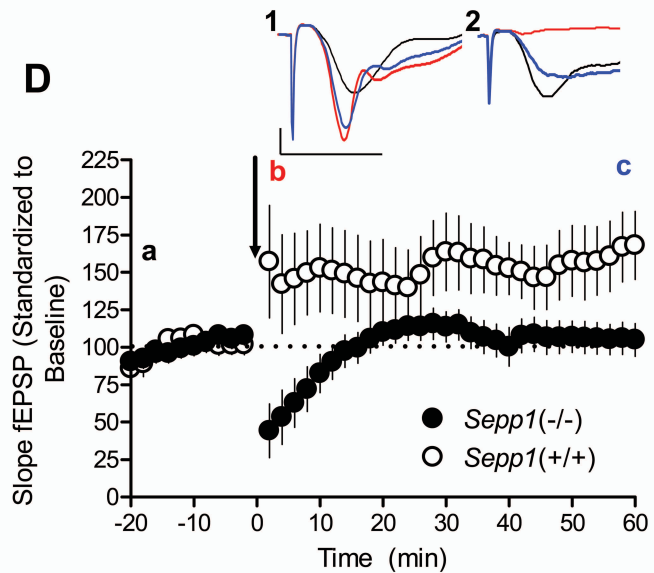 1 2
D
b c
a
225
200
175
150
125
100
75
50
25
0
Slope fEPSP (Standardized to
Baseline)
Sepp1(-/-)
Sepp1(+/+)
-20 -10 0 10 20 30 40 50 60
Time (min)